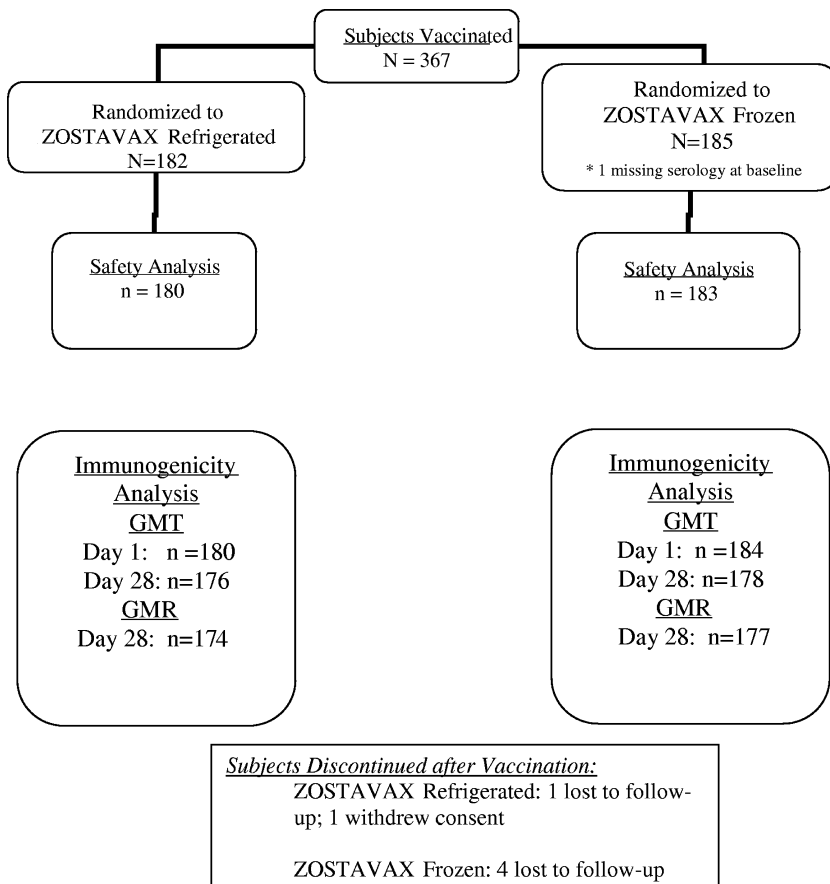 Subjects Vaccinated
N = 367
Randomized to
ZOSTAVAX Refrigerated
N=182
Randomized to
ZOSTAVAX Frozen
N=185
* 1 missing serology at baseline
Safety Analysis
n = 180
Safety Analysis
n = 183
Immunogenicity
Analysis
GMT
Day 1: n =180
Day 28: n=176
GMR
Day 28: n=174
Immunogenicity
Analysis
GMT
Day 1: n =184
Day 28: n=178
GMR
Day 28: n=177
Subjects Discontinued after Vaccination:
ZOSTAVAX Refrigerated: 1 lost to follow-
up; 1 withdrew consent
ZOSTAVAX Frozen: 4 lost to follow-up